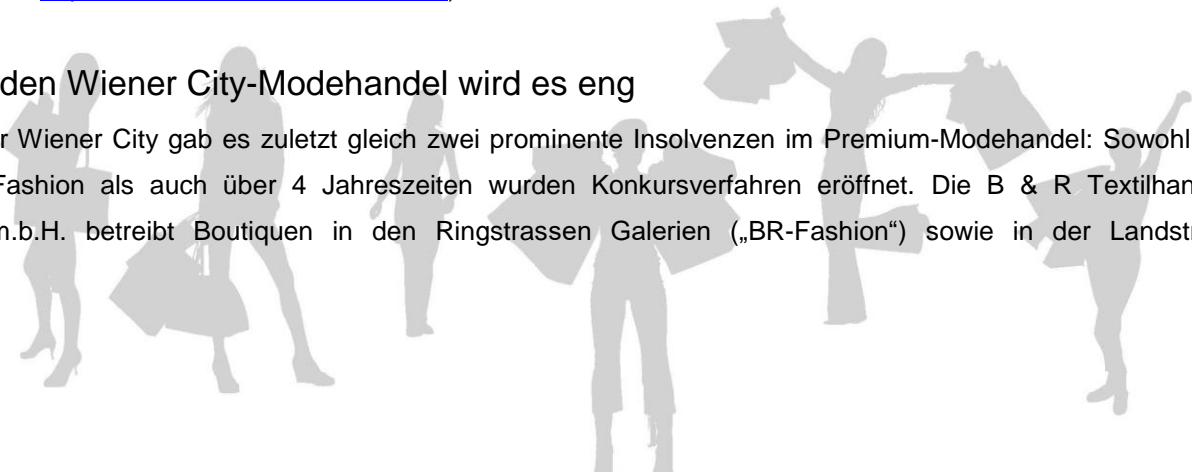 den Wiener City-Modehandel wird es eng
Wiener City gab es zuletzt gleich zwei prominente Insolvenzen im Premium-Modehandel: Sowohl
Fashion als auch über 4 Jahreszeiten wurden Konkursverfahren eröffnet. Die B & R Textilhan
m.b.H. betreibt Boutiquen in den Ringstrassen Galerien („BR-Fashion“) sowie in der Landst